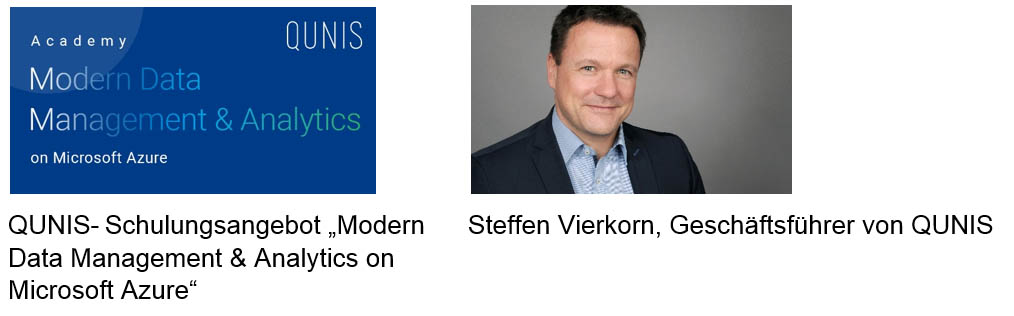 Academy
QUNIS
Modern Data
Management & Analytics
on Microsoft Azure
QUNIS- Schulungsangebot „Modern
Data Management & Analytics on
Microsoft Azure“
Steffen Vierkorn, Geschäftsführer von QUNIS